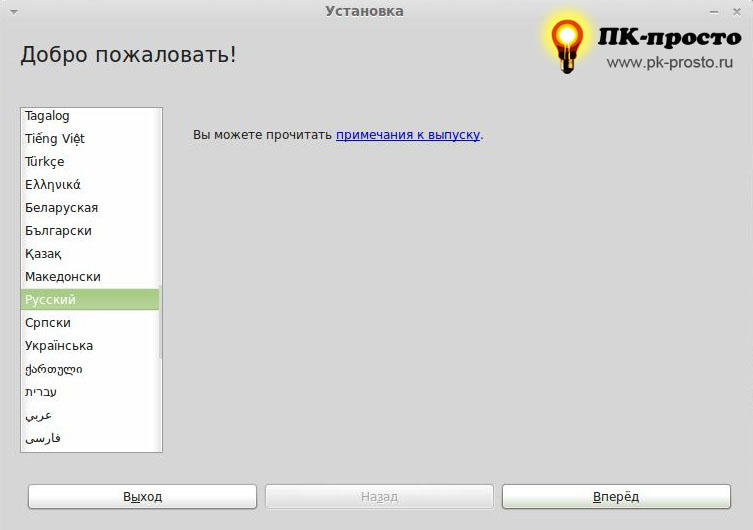 Установка
ПК-просто
www.pk-prosto.ru
Добро пожаловать!
Tagalog
Tiếng Việt
Türkçe
Ελληνικά
Беларуская
Български
Қазақ
Македонски
Русский
Српски
Українська
ქართული
עברית
عربي
فارسی
Вы можете прочитать примечания к выпуску.
Выход
Назад
Вперёд